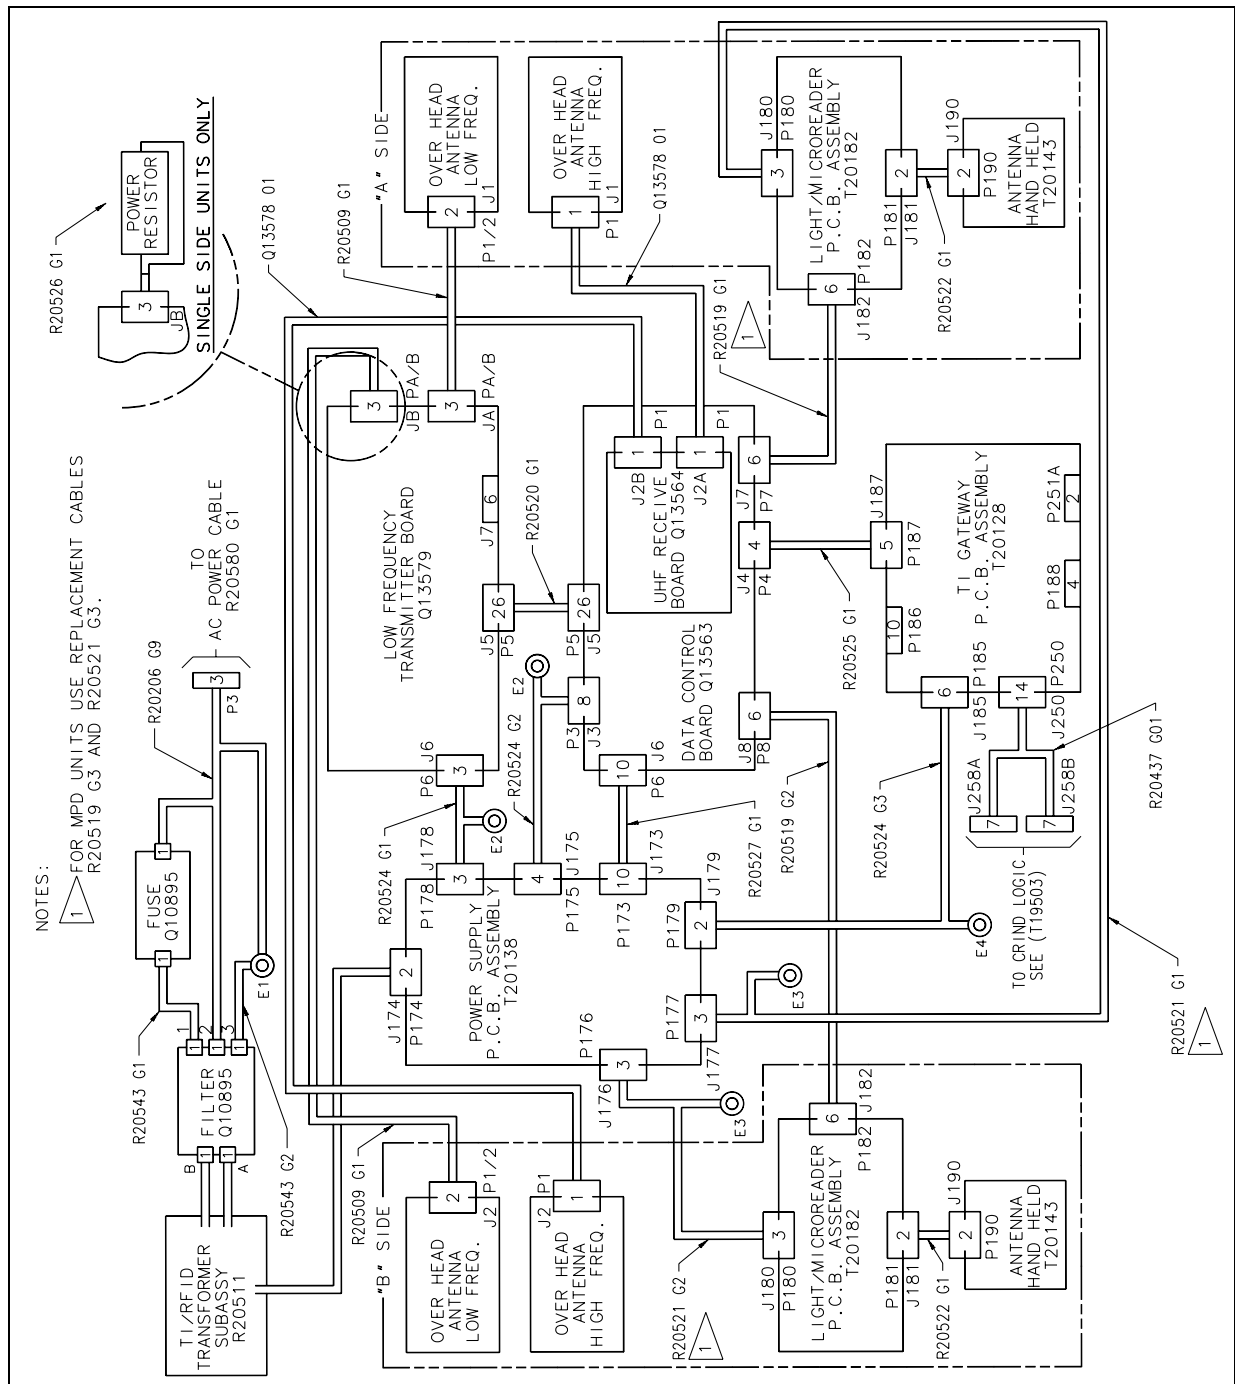 NOTES:
1 FOR MPD UNITS USE REPLACEMENT CABLES
R20519 G3 AND R20521 G3.
R20526 G1
POWER
RESISTOR
3
JB
SINGLE SIDE UNITS ONLY
TI/RFID
TRANSFORMER
SUBASSY
R20511
B
A
1
1
FILTER
Q10895
1
1
1
1
2
3
R20543 G1
R20543 G2
1
FUSE
Q10895
1
E1
R20206 G9
3
P3
TO
AC POWER CABLE
R20580 G1
Q13578 01
R20509 G1
"A" SIDE
OVER HEAD
ANTENNA
LOW FREQ.
2
P1/2
J1
OVER HEAD
ANTENNA
HIGH FREQ.
1
P1
J1
Q13578 01
R20509 G1
"B" SIDE
OVER HEAD
ANTENNA
LOW FREQ.
2
J2
P1/2
OVER HEAD
ANTENNA
HIGH FREQ.
1
J2
P1
LOW FREQUENCY
TRANSMITTER BOARD
Q13579
3
JB
PA/B
3
JA
PA/B
J7
6
26
J5
P5
R20520 G1
3
P6
J6
R20524 G1
E2
R20524 G2
E2
POWER SUPPLY
P.C.B. ASSEMBLY
T20138
2
J174
P174
3
P178
J178
4
P175
J175
10
P173
J173
2
P179
J179
3
P177
J177
3
P176
J176
E3
E3
E4
DATA CONTROL
BOARD Q13563
26
P5
J5
8
P3
J3
10
P6
J6
6
J8
P8
4
J4
P4
6
J7
P7
UHF RECEIVE
BOARD Q13564
1
J2B
P1
1
J2A
P1
R20527 G1
R20519 G2
R20524 G3
R20525 G1
R20519 G1
1
LIGHT/MICROREADER
P.C.B. ASSEMBLY
T20182
3
J180
P180
6
J182
P182
2
P181
J181
R20522 G1
2
P190
J190
ANTENNA
HAND HELD
T20143
TI GATEWAY
P.C.B. ASSEMBLY
T20128
5
P187
J187
10
P186
6
J185
P185
14
J250
P250
4
P188
2
P251A
R20437 G01
7
J258A
7
J258B
TO CRIND LOGIC
SEE (T19503)
R20521 G1
1
R20521 G2
1
LIGHT/MICROREADER
P.C.B. ASSEMBLY
T20182
3
J180
P180
6
P182
J182
2
P181
J181
R20522 G1
2
P190
J190
ANTENNA
HAND HELD
T20143